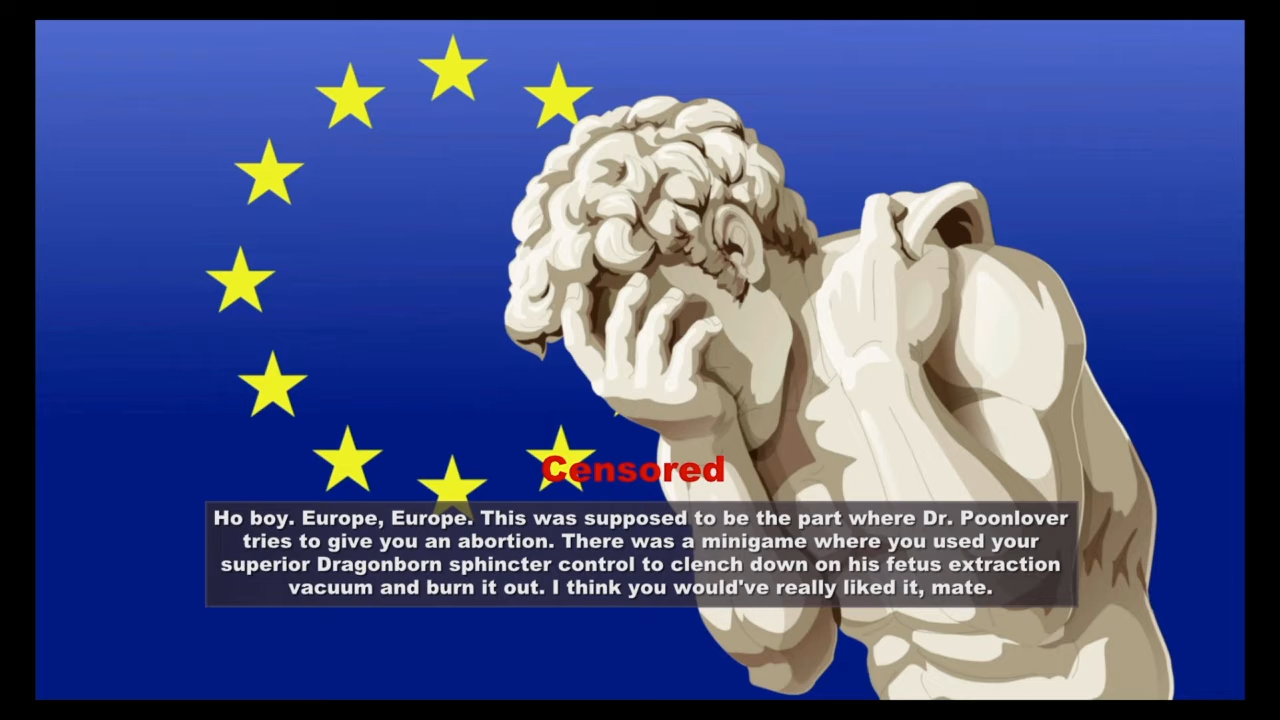 Censored
Ho boy. Europe, Europe. This was supposed to be the part where Dr. Poonlover
tries to give you an abortion. There was a minigame where you used your
superior Dragonborn sphincter control to clench down on his fetus extraction
vacuum and burn it out. I think you would've really liked it, mate.